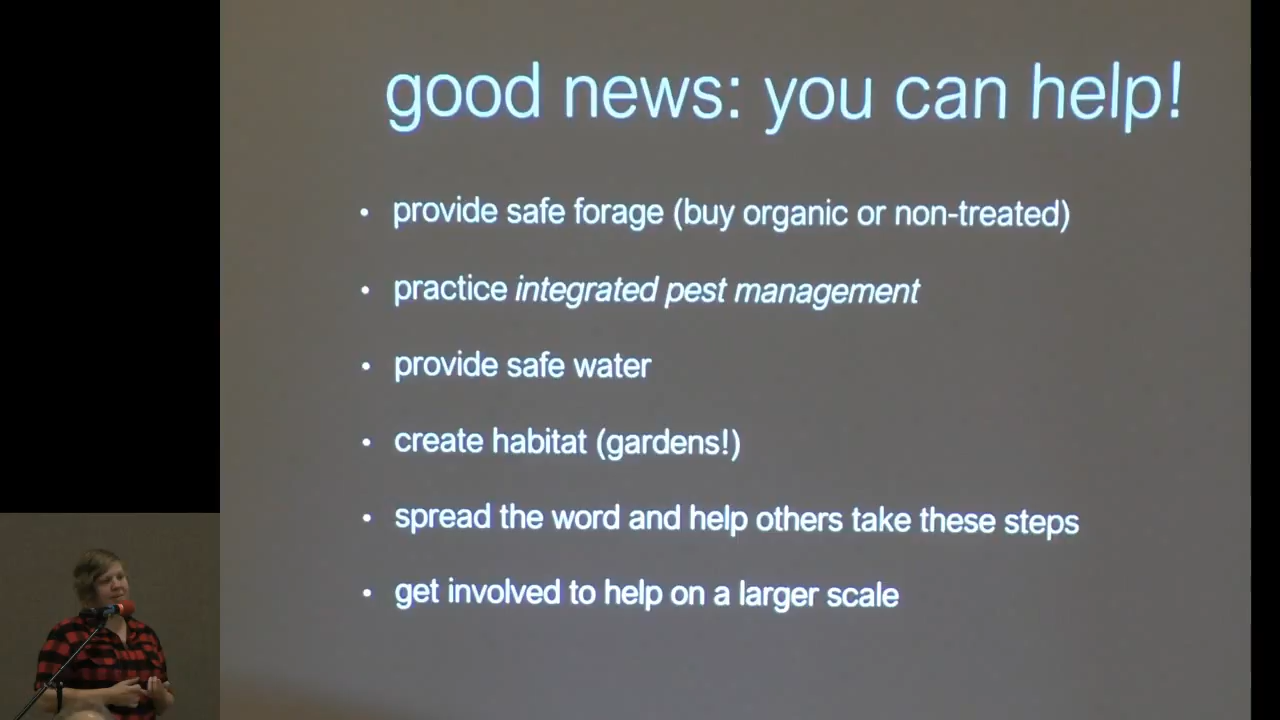 good news: you can help!
• provide safe forage (buy organic or non-treated)
• practice integrated pest management
• provide safe water
• create habitat (gardens!)
• spread the word and help others take these steps
• get involved to help on a larger scale